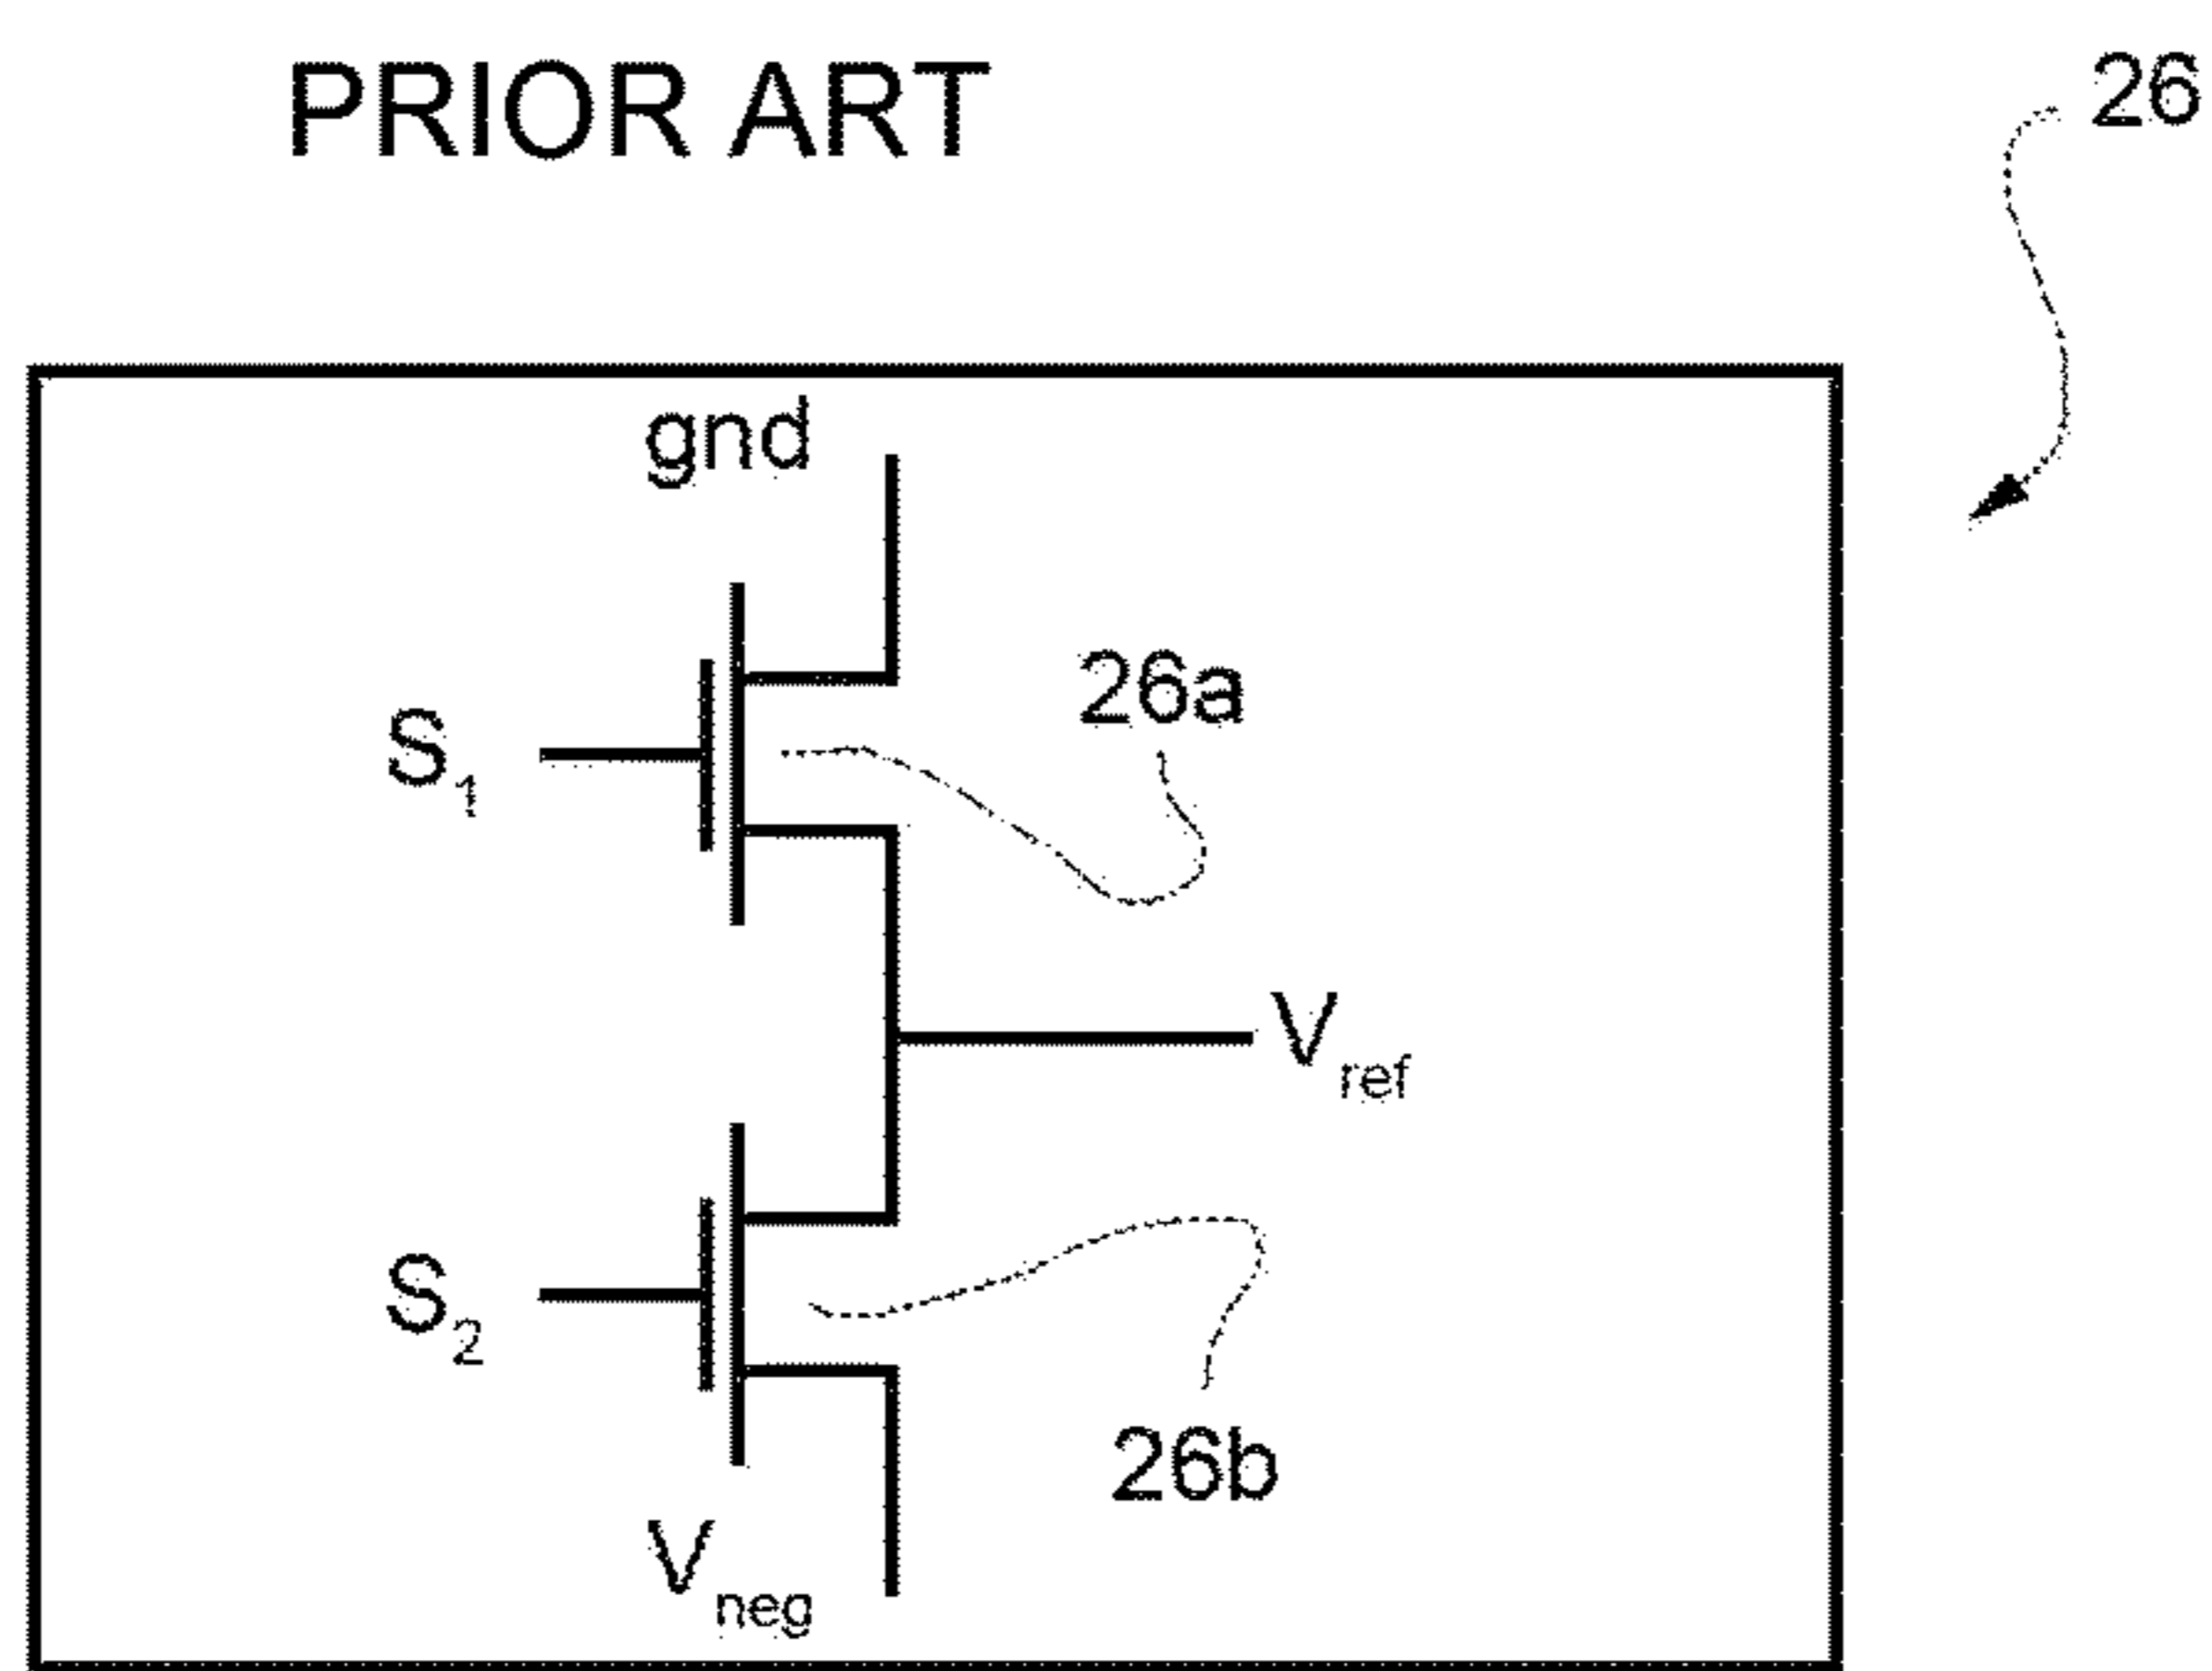 PRIOR ART
26
gnd
26a
S1
Vref
S2
26b
Vneg